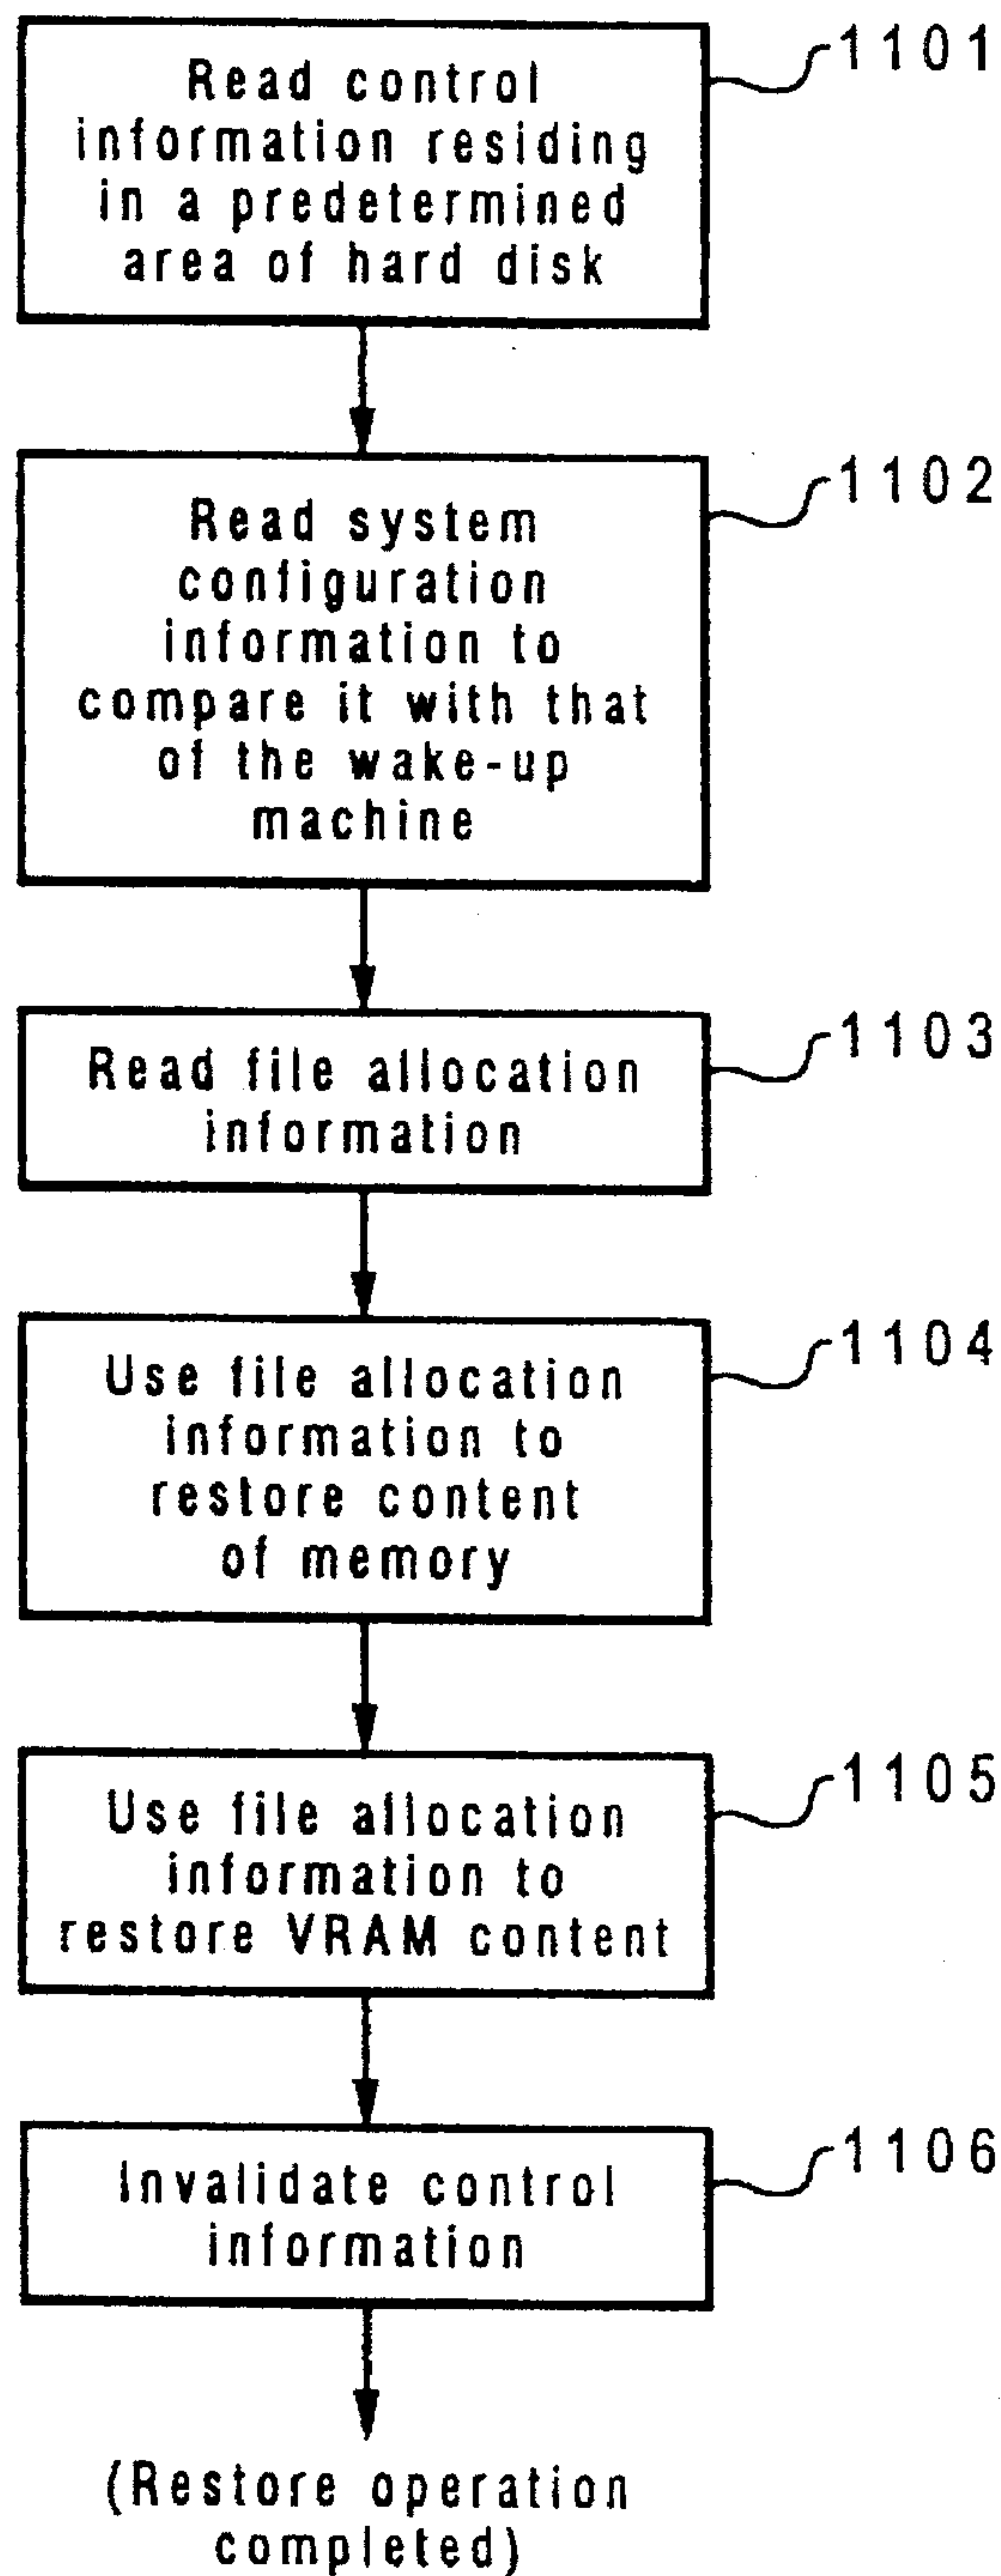 Read control
information residing
in a predetermined
area of hard disk
1101
Read system
configuration
information to
compare it with that
of the wake-up
machine
1102
Read file allocation
information
1103
Use file allocation
information to
restore content
of memory
1104
Use file allocation
information to
restore VRAM content
1105
Invalidate control
information
1106
(Restore operation
completed)